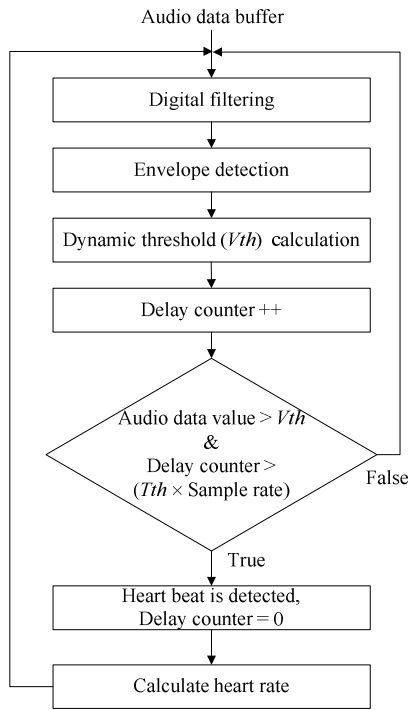 Audio data buffer
Digital filtering
Envelope detection
Dynamic threshold (Vth) calculation
Delay counter ++
Audio data value > Vth
&
Delay counter >
(Tth × Sample rate)
False
True
Heart beat is detected,
Delay counter = 0
Calculate heart rate